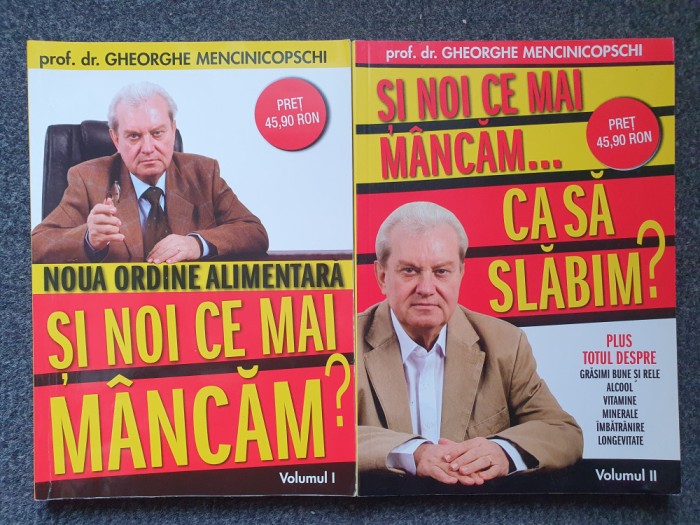 prof. dr. GHEORGHE MENCINICOPSCHI
PREȚ
45,90 RON
NOUA ORDINE ALIMENTARĂ
ȘI NOI CE MAI
MÂNCĂM?
Volumul I
prof. dr. GHEORGHE MENCINICOPSCHI
ȘI NOI CE MAI
MÂNCĂM...
PREȚ
45,90 RON
CA SĂ
SLĂBIM?
PLUS
TOTUL DESPRE
GRĂSIMI BUNE ȘI RELE
ALCOOL
VITAMINE
MINERALE
ÎMBĂTRÂNIRE
LONGEVITATE
Volumul II